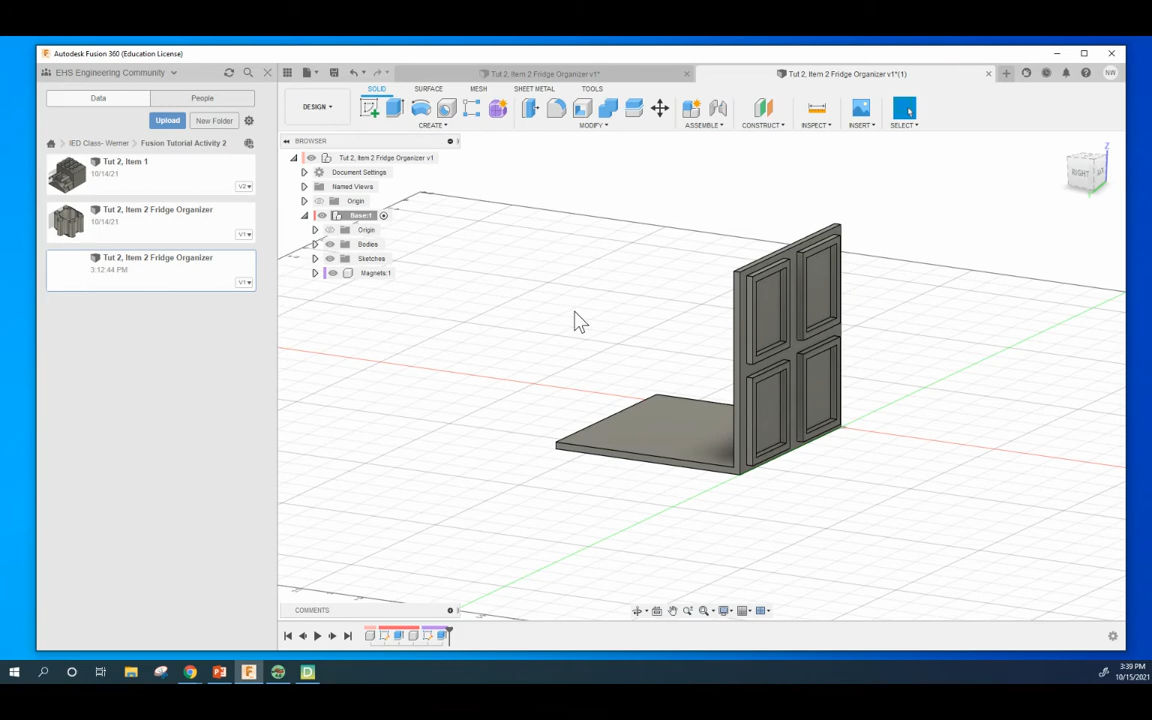 Autodesk Fusion 360 (Education License)
EHS Engineering Community
Tut 2, Item 2 Fridge Organizer v1*
Tut 2, Item 2 Fridge Organizer v1*(1)
NW
Data
People
SOLID
SURFACE
MESH
SHEET METAL
TOOLS
DESIGN
Upload
New Folder
CREATE
MODIFY
ASSEMBLE
CONSTRUCT
INSPECT
INSERT
SELECT
IED Class- Werner
Fusion Tutorial Activity 2
BROWSER
Tut 2, Item 1
10/14/21
V2
Tut 2, Item 2 Fridge Organizer v1
Document Settings
Named Views
Origin
Tut 2, Item 2 Fridge Organizer
10/14/21
V1
Base:1
Origin
Bodies
Sketches
Magnets:1
Tut 2, Item 2 Fridge Organizer
3:12:44 PM
V1
Z
RIGHT
COMMENTS
3:39 PM
10/15/2021